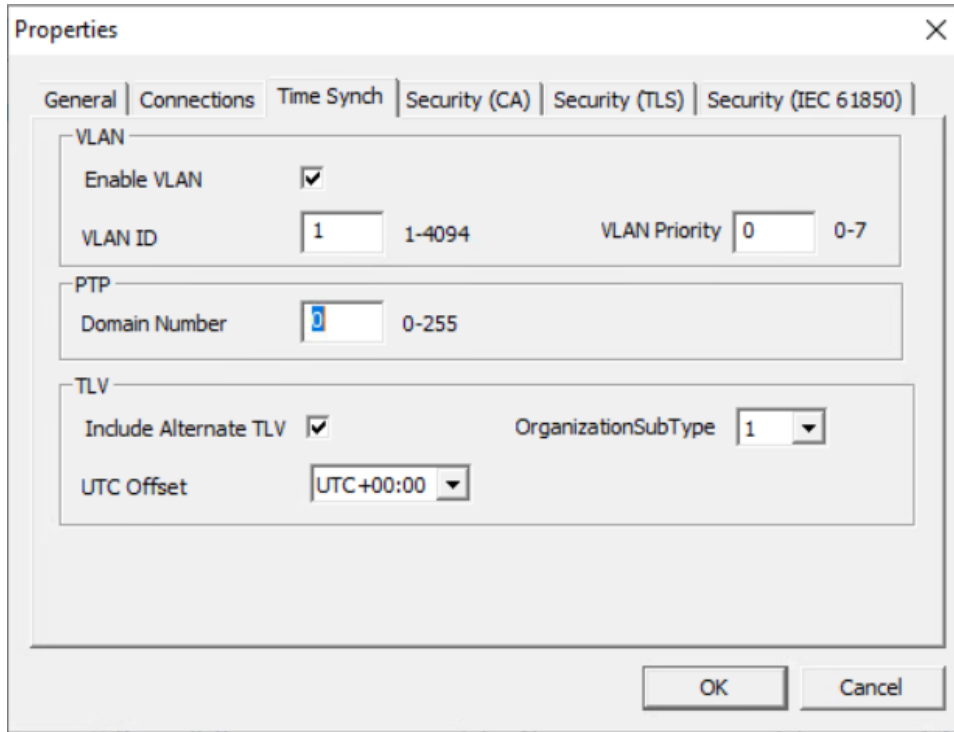 Properties
General Connections Time Synch Security (CA) Security (TLS) Security (IEC 61850)
VLAN
Enable VLAN
VLAN ID 1 1-4094 VLAN Priority 0 0-7
PTP
Domain Number 0 0-255
TLV
Include Alternate TLV OrganizationSubType 1
UTC Offset UTC+00:00
OK Cancel